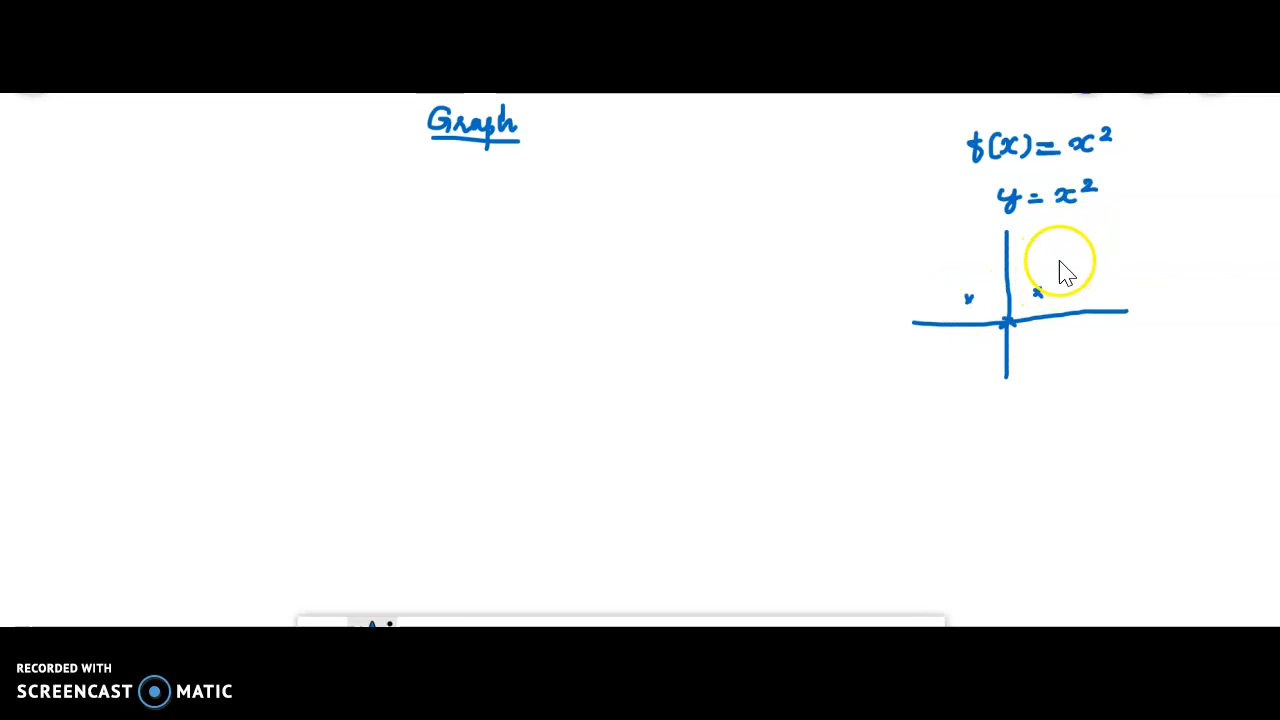 Graph
f(x) = x²
y = x²
RECORDED WITH
SCREENCAST MATIC